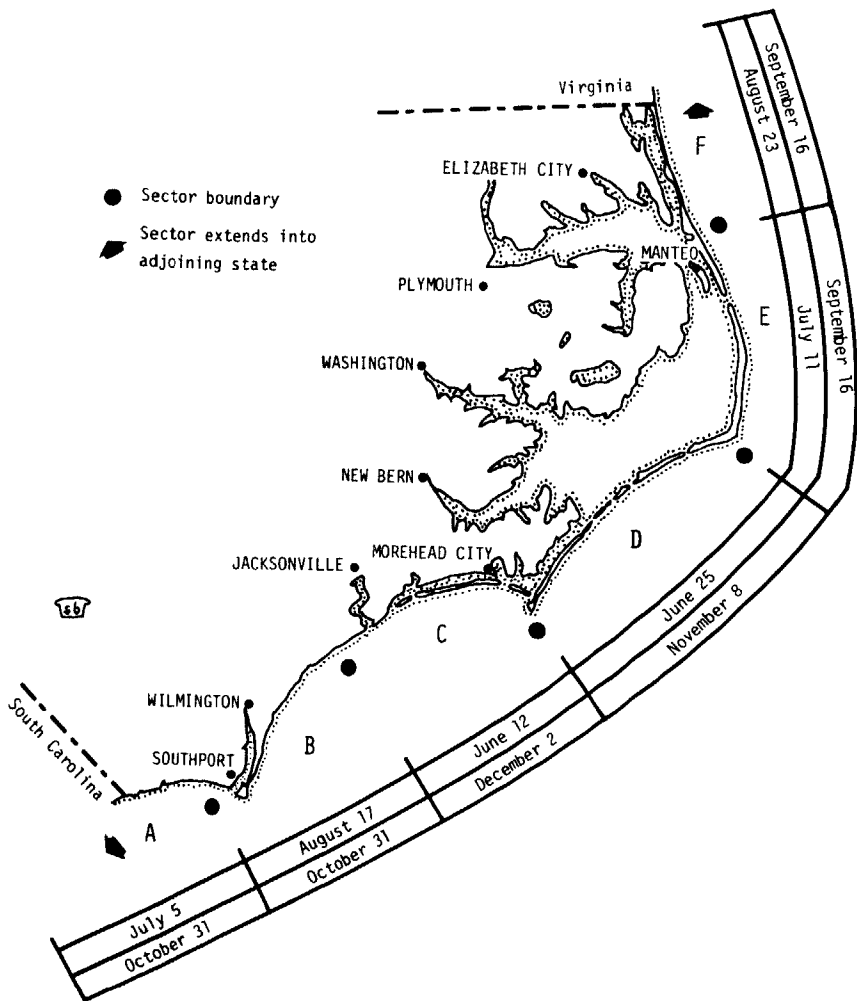 Virginia
F
September 16
August 23
ELIZABETH CITY
Sector boundary
Sector extends into
adjoining state
MANTEO
PLYMOUTH
E
July 11
September 16
WASHINGTON
NEW BERN
D
JACKSONVILLE
MOREHEAD CITY
C
June 25
November 8
sb
South Carolina
WILMINGTON
SOUTHPORT
B
June 12
December 2
A
August 17
October 31
July 5
October 31